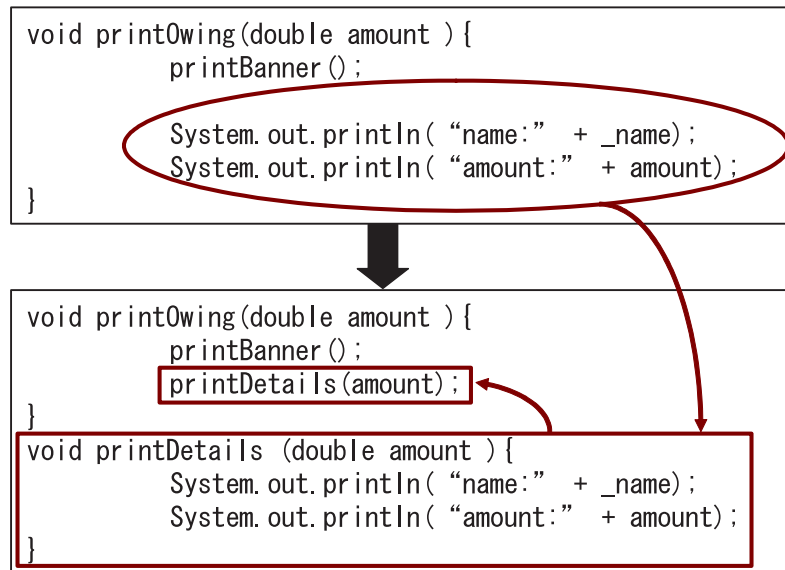 void printOwing(double amount ){
printBanner();
System.out.println( “name:” + _name);
System.out.println( “amount:” + amount);
}
void printOwing(double amount ){
printBanner();
printDetails(amount);
}
void printDetails (double amount ){
System.out.println( “name:” + _name);
System.out.println( “amount:” + amount);
}